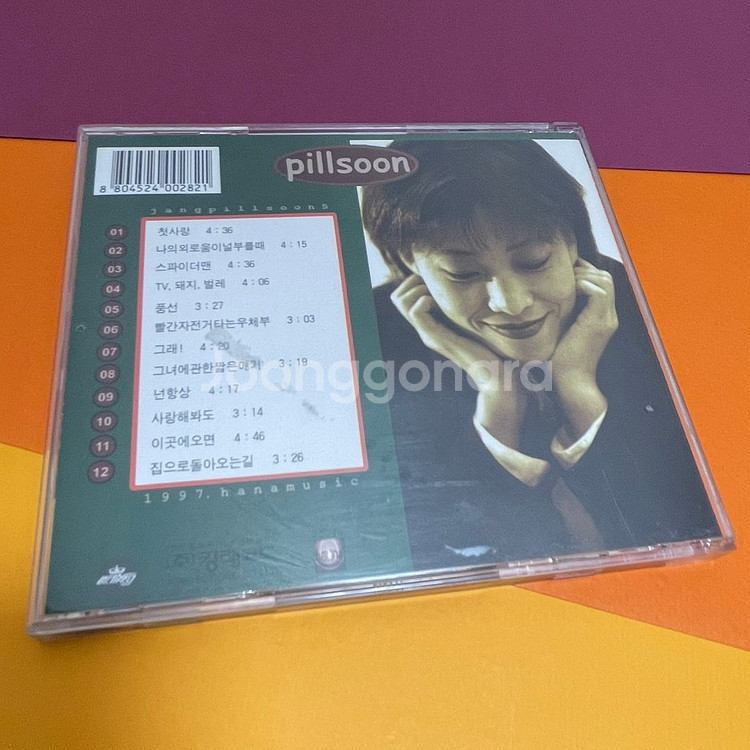 8 804524 002821
pillsoon
jangpillsoon5
01 첫사랑 4:36
02 나의외로움이널부를때 4:15
03 스파이더맨 4:36
04 TV, 돼지, 벌레 4:06
05 풍선 3:27
06 빨간자전거타는우체부 3:03
07 그래! 4:20
08 그녀에관한짧은얘기 3:19
09 넌항상 4:17
10 사랑해봐도 3:14
11 이곳에오면 4:46
12 집으로돌아오는길 3:26
Joonggonara
1997.hanamusic
킹레코드